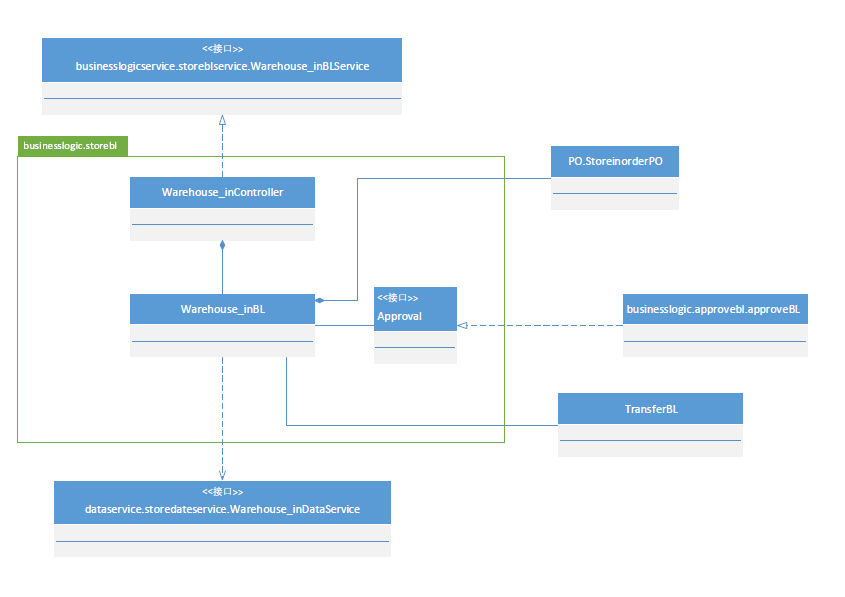 <<接口>>
businesslogicservice.storeblservice.Warehouse_inBLService
businesslogic.storebl
PO.StoreinorderPO
Warehouse_inController
<<接口>>
Approval
Warehouse_inBL
businesslogic.approvebl.approveBL
TransferBL
<<接口>>
dataservice.storedateservice.Warehouse_inDataService